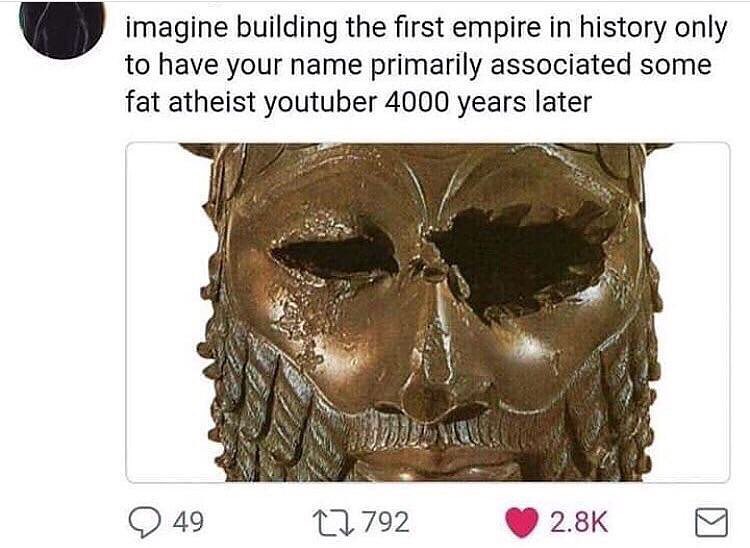 imagine building the first empire in history only
to have your name primarily associated some
fat atheist youtuber 4000 years later
49
792
2.8K